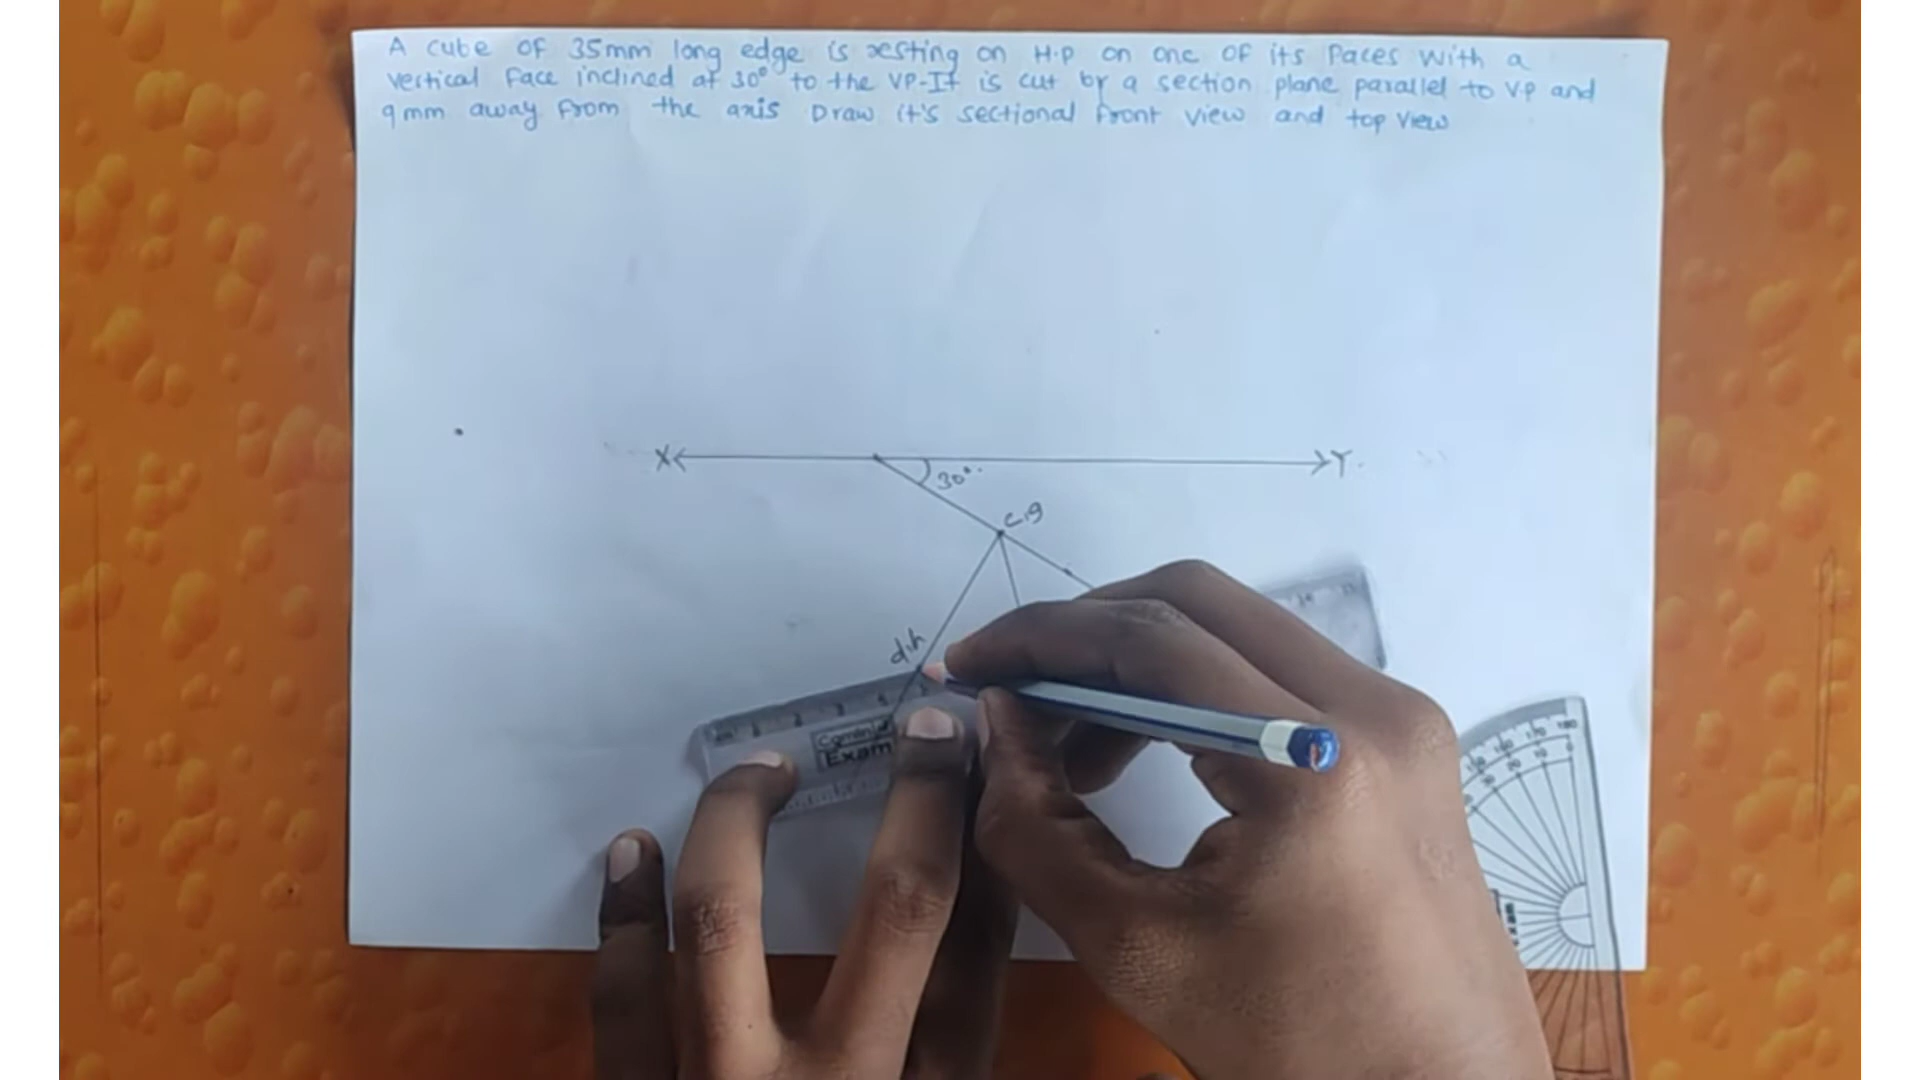 A cube of 35mm long edge is resting on H.P on one of its faces with a
vertical face inclined at 30° to the VP-It is cut by a section plane parallel to V.P and
9mm away from the axis Draw it's sectional front view and top view
X
Y
30°
c,g
d,h
Exam